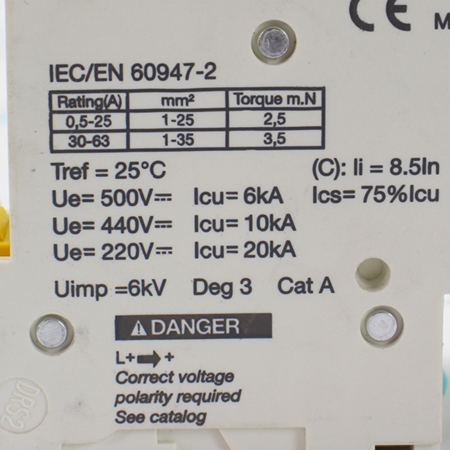 CE M
IEC/EN 60947-2
Rating(A) mm² Torque m.N
0,5-25 1-25 2,5
30-63 1-35 3,5
Tref = 25°C (C): Ii = 8.5In
Ue= 500V⎓ Icu= 6kA Ics= 75%Icu
Ue= 440V⎓ Icu= 10kA
Ue= 220V⎓ Icu= 20kA
Uimp =6kV Deg 3 Cat A
⚠ DANGER
L+ ➡ +
Correct voltage
polarity required
See catalog
DRS2